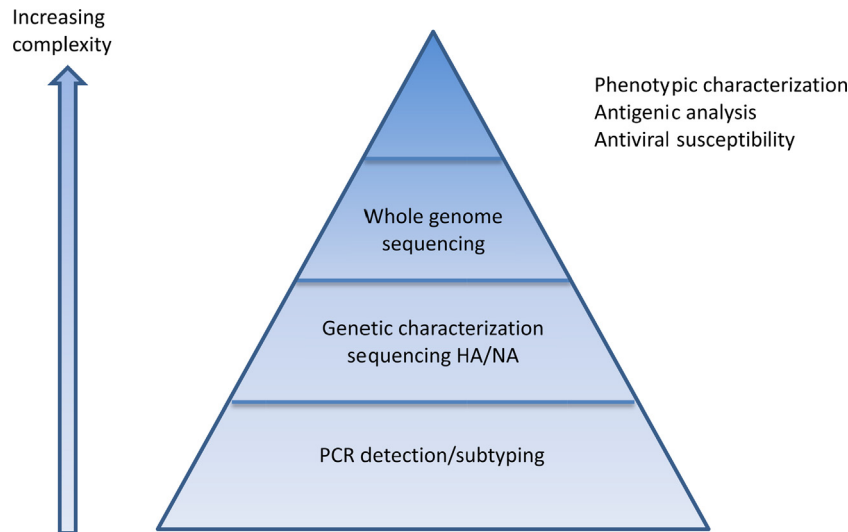 Increasing
complexity
Phenotypic characterization
Antigenic analysis
Antiviral susceptibility
Whole genome
sequencing
Genetic characterization
sequencing HA/NA
PCR detection/subtyping